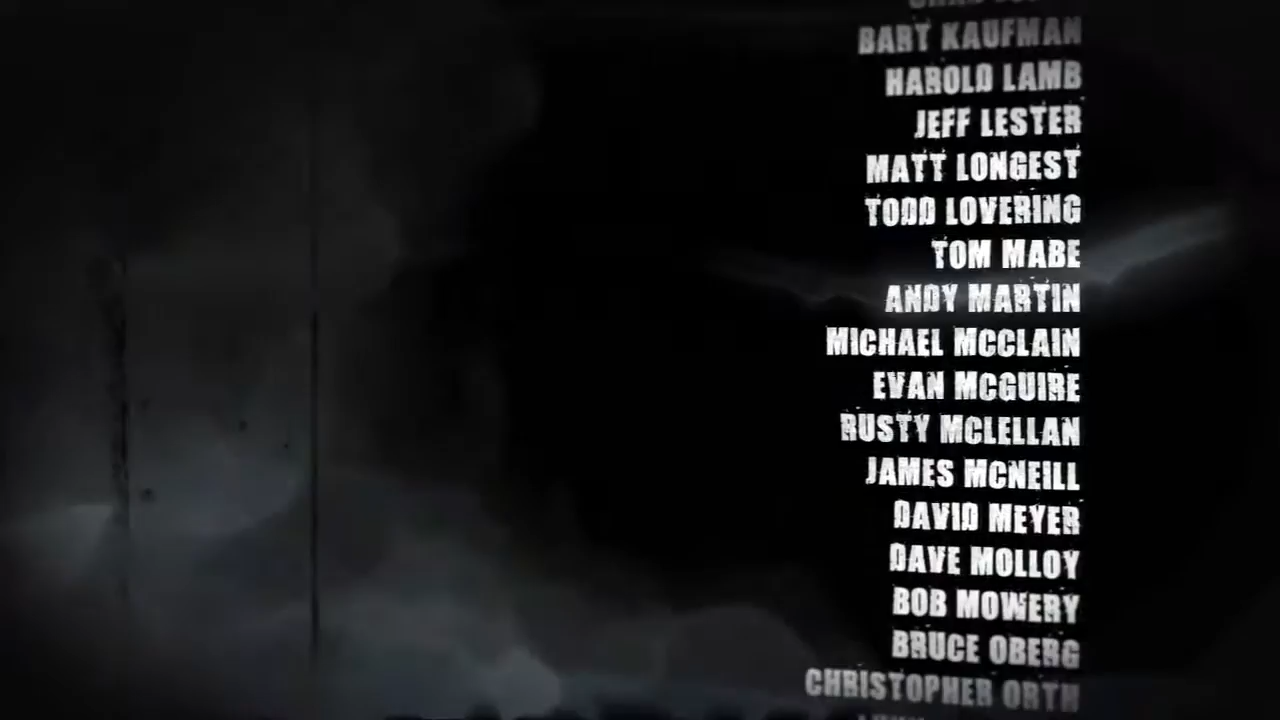 BART KAUFMAN
HAROLD LAMB
JEFF LESTER
MATT LONGEST
TODD LOVERING
TOM MABE
ANDY MARTIN
MICHAEL MCCLAIN
EVAN MCGUIRE
RUSTY MCLELLAN
JAMES MCNEILL
DAVID MEYER
DAVE MOLLOY
BOB MOWERY
BRUCE OBERG
CHRISTOPHER ORTH